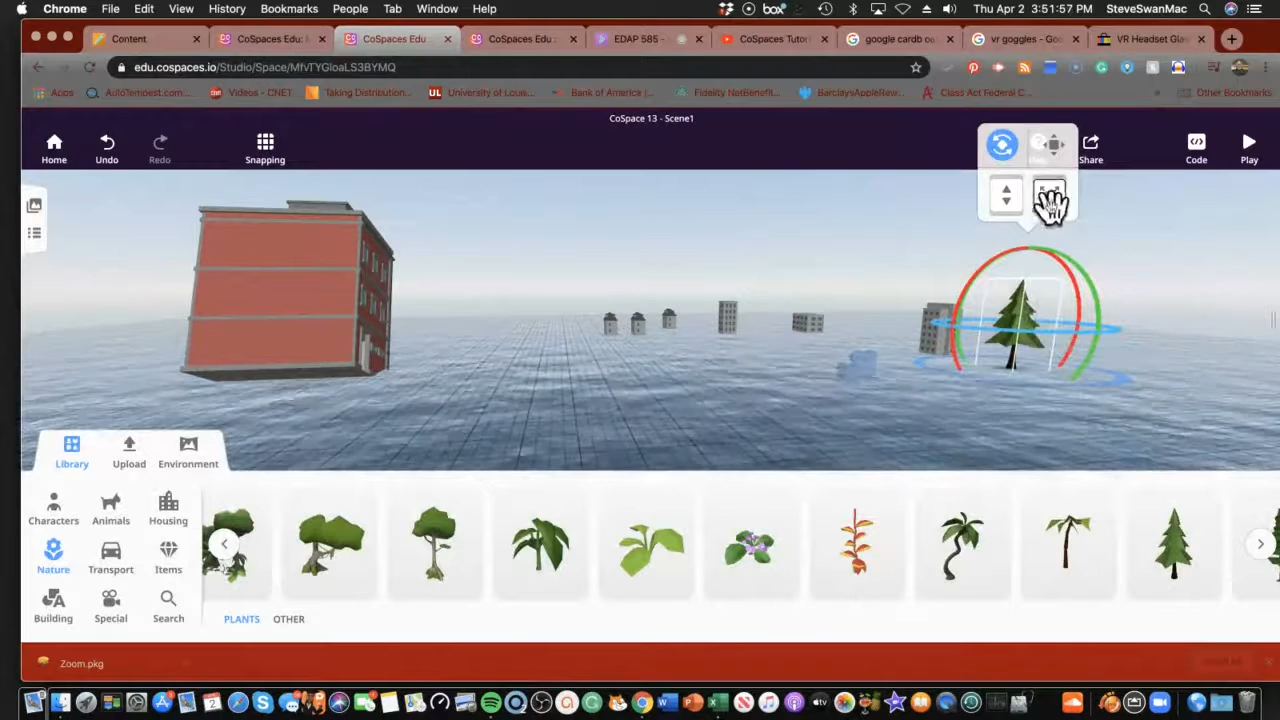 Chrome File Edit View History Bookmarks People Tab Window Help
box
Thu Apr 2 3:51:57 PM SteveSwanMac
Content
CoSpaces Edu: M
CoSpaces Edu
CoSpaces Edu
EDAP 585 -
CoSpaces Tutori
google cardb oa
vr goggles - Goo
VR Headset Gla
edu.cospaces.io/Studio/Space/MfvTYGloaLS3BYMQ
Apps
AutoTempest.com...
Videos - CNET
Taking Distribution...
UL University of Louis...
Bank of America |...
Fidelity NetBenefit...
BarclaysAppleRew...
Class Act Federal C...
Other Bookmarks
CoSpace 13 - Scene1
Home
Undo
Redo
Snapping
Share
Code
Play
Library
Upload
Environment
Characters
Animals
Housing
Nature
Transport
Items
Building
Special
Search
PLANTS
OTHER
Zoom.pkg